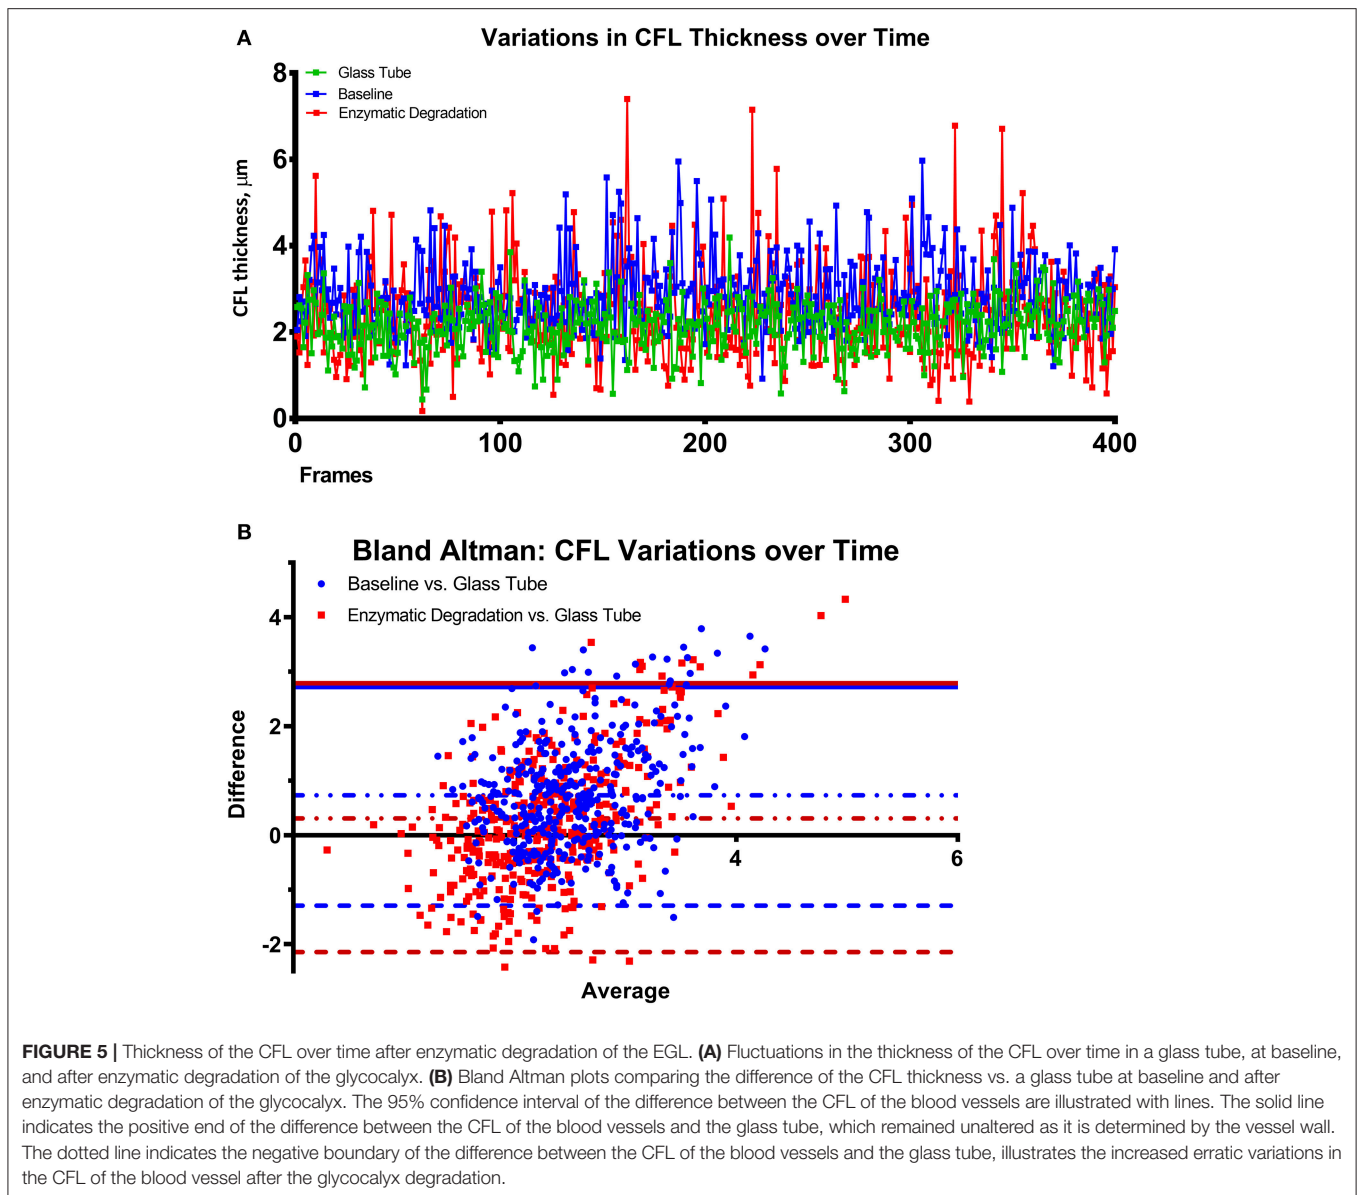 A
Variations in CFL Thickness over Time
Glass Tube
Baseline
Enzymatic Degradation
8
6
4
2
0
CFL thickness, µm
0 100 200 300 400
Frames
B
Bland Altman: CFL Variations over Time
Baseline vs. Glass Tube
Enzymatic Degradation vs. Glass Tube
4
2
0
-2
Difference
4 6
Average
FIGURE 5 | Thickness of the CFL over time after enzymatic degradation of the EGL. (A) Fluctuations in the thickness of the CFL over time in a glass tube, at baseline,
and after enzymatic degradation of the glycocalyx. (B) Bland Altman plots comparing the difference of the CFL thickness vs. a glass tube at baseline and after
enzymatic degradation of the glycocalyx. The 95% confidence interval of the difference between the CFL of the blood vessels are illustrated with lines. The solid line
indicates the positive end of the difference between the CFL of the blood vessels and the glass tube, which remained unaltered as it is determined by the vessel wall.
The dotted line indicates the negative boundary of the difference between the CFL of the blood vessels and the glass tube, illustrates the increased erratic variations in
the CFL of the blood vessel after the glycocalyx degradation.